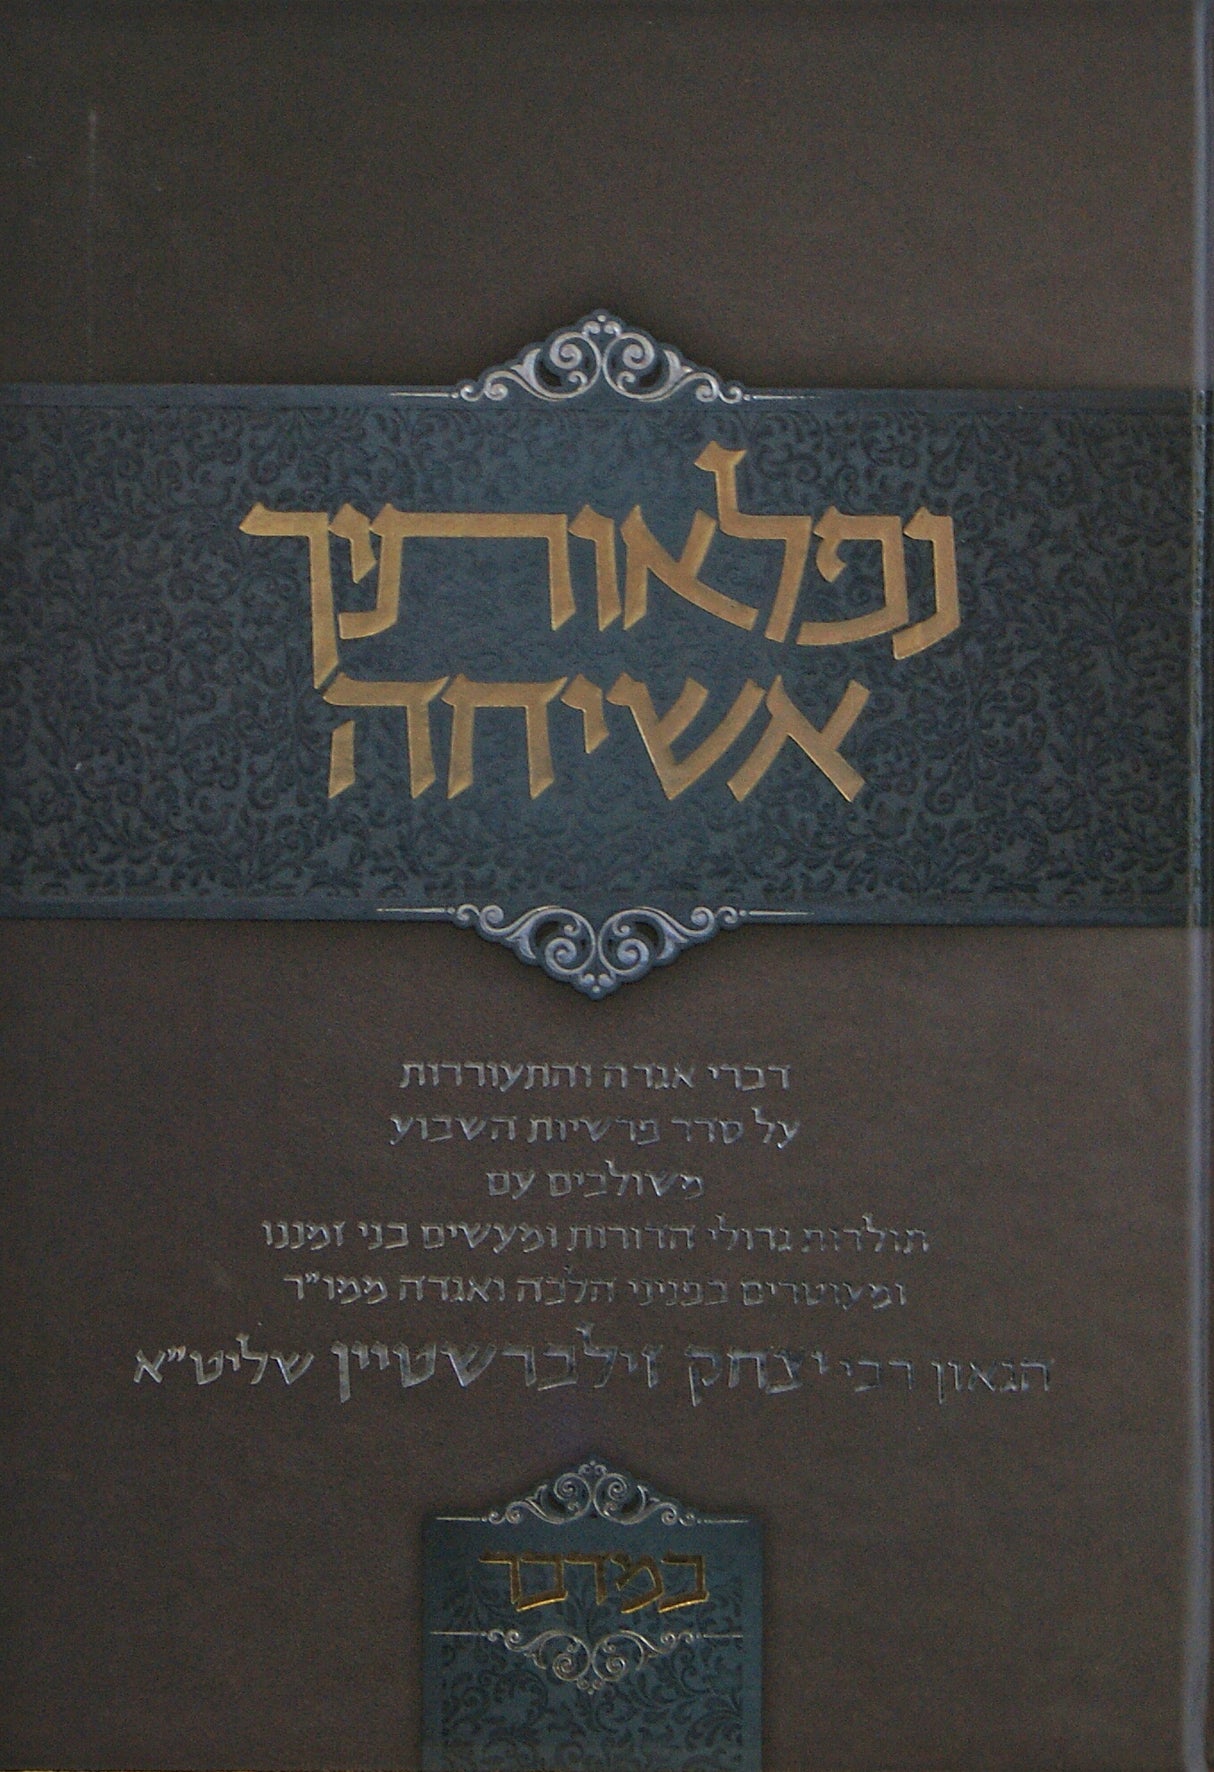 נפלאותיך
אשיחה
דברי אגדה והתעוררות
על סדר פרשיות השבוע
משולבים עם
תולדות גדולי הדורות ומעשים בני זמננו
ומעוטרים בפניני הלכה ואגדה ממו"ר
הגאון רבי יצחק זילברשטיין שליט"א
במדבר